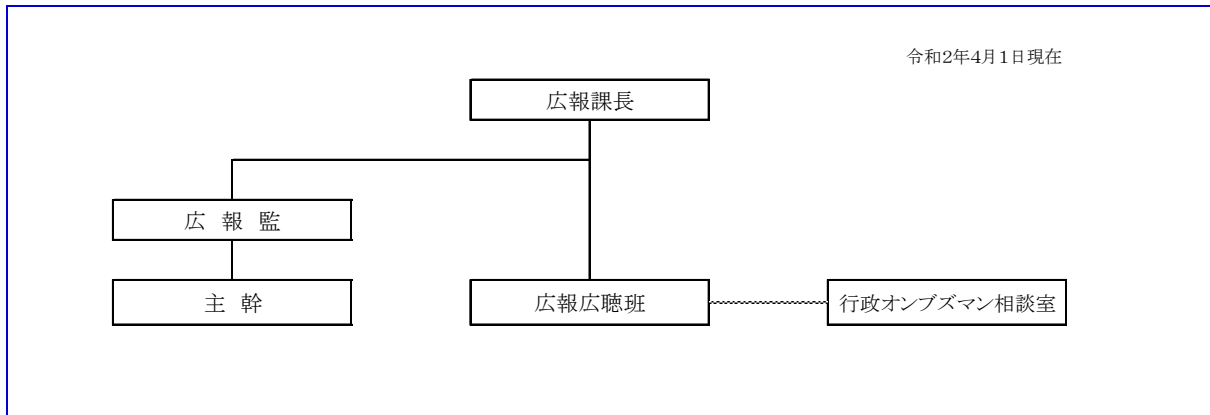 令和2年4月1日現在
広報課長
広 報 監
主 幹
広報広聴班
行政オンブズマン相談室